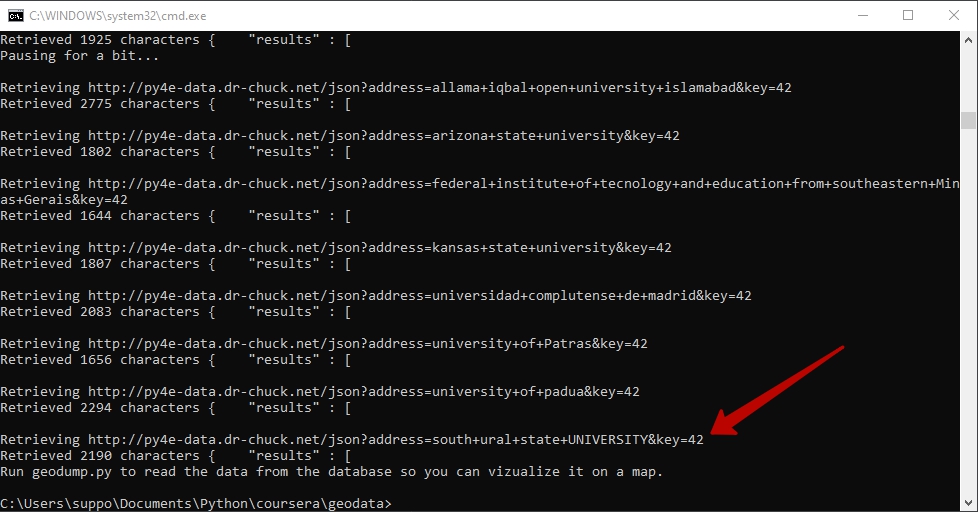 C:\WINDOWS\system32\cmd.exe
Retrieved 1925 characters {    "results" : [
Pausing for a bit...
Retrieving http://py4e-data.dr-chuck.net/json?address=allama+iqbal+open+university+islamabad&key=42
Retrieved 2775 characters {    "results" : [
Retrieving http://py4e-data.dr-chuck.net/json?address=arizona+state+university&key=42
Retrieved 1802 characters {    "results" : [
Retrieving http://py4e-data.dr-chuck.net/json?address=federal+institute+of+tecnology+and+education+from+southeastern+Min
as+Gerais&key=42
Retrieved 1644 characters {    "results" : [
Retrieving http://py4e-data.dr-chuck.net/json?address=kansas+state+university&key=42
Retrieved 1807 characters {    "results" : [
Retrieving http://py4e-data.dr-chuck.net/json?address=universidad+complutense+de+madrid&key=42
Retrieved 2083 characters {    "results" : [
Retrieving http://py4e-data.dr-chuck.net/json?address=university+of+Patras&key=42
Retrieved 1656 characters {    "results" : [
Retrieving http://py4e-data.dr-chuck.net/json?address=university+of+padua&key=42
Retrieved 2294 characters {    "results" : [
Retrieving http://py4e-data.dr-chuck.net/json?address=south+ural+state+UNIVERSITY&key=42
Retrieved 2190 characters {    "results" : [
Run geodump.py to read the data from the database so you can vizualize it on a map.
C:\Users\suppo\Documents\Python\coursera\geodata>